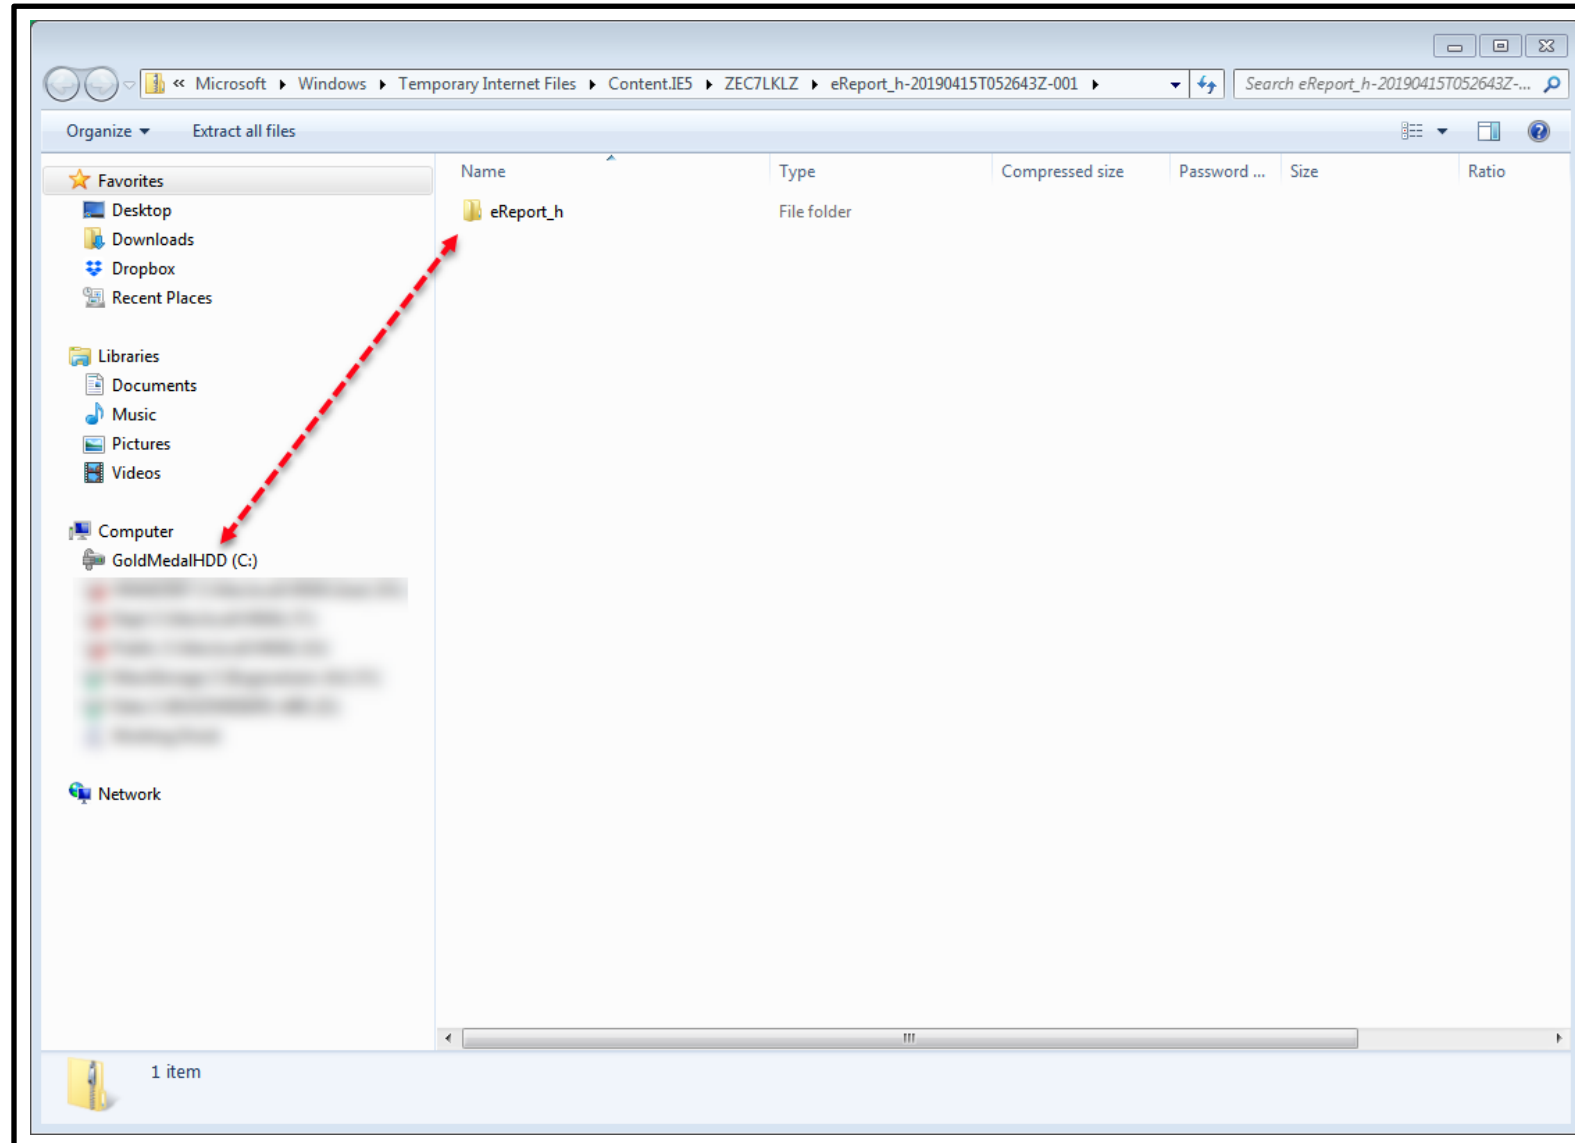 « Microsoft ▸ Windows ▸ Temporary Internet Files ▸ Content.IE5 ▸ ZEC7LKLZ ▸ eReport_h-20190415T052643Z-001 ▸
Search eReport_h-20190415T052643Z-...
Organize ▾ Extract all files
Name Type Compressed size Password ... Size Ratio
eReport_h File folder
Favorites
Desktop
Downloads
Dropbox
Recent Places
Libraries
Documents
Music
Pictures
Videos
Computer
GoldMedalHDD (C:)
Network
1 item